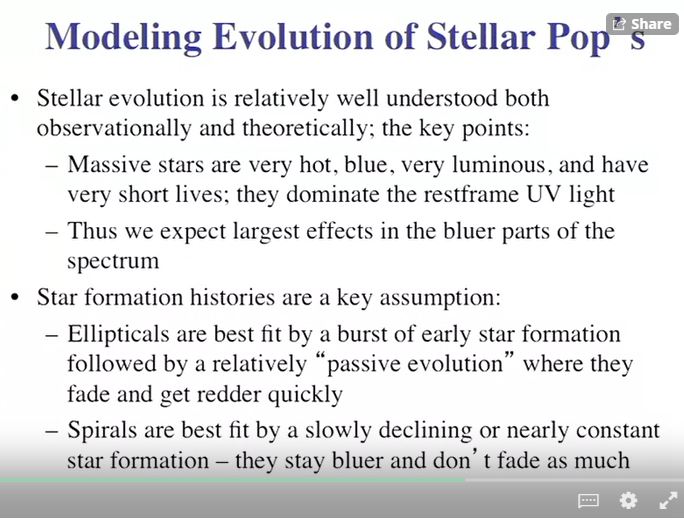 Share
Modeling Evolution of Stellar Pop’s
• Stellar evolution is relatively well understood both
observationally and theoretically; the key points:
– Massive stars are very hot, blue, very luminous, and have
very short lives; they dominate the restframe UV light
– Thus we expect largest effects in the bluer parts of the
spectrum
• Star formation histories are a key assumption:
– Ellipticals are best fit by a burst of early star formation
followed by a relatively “passive evolution” where they
fade and get redder quickly
– Spirals are best fit by a slowly declining or nearly constant
star formation – they stay bluer and don’t fade as much